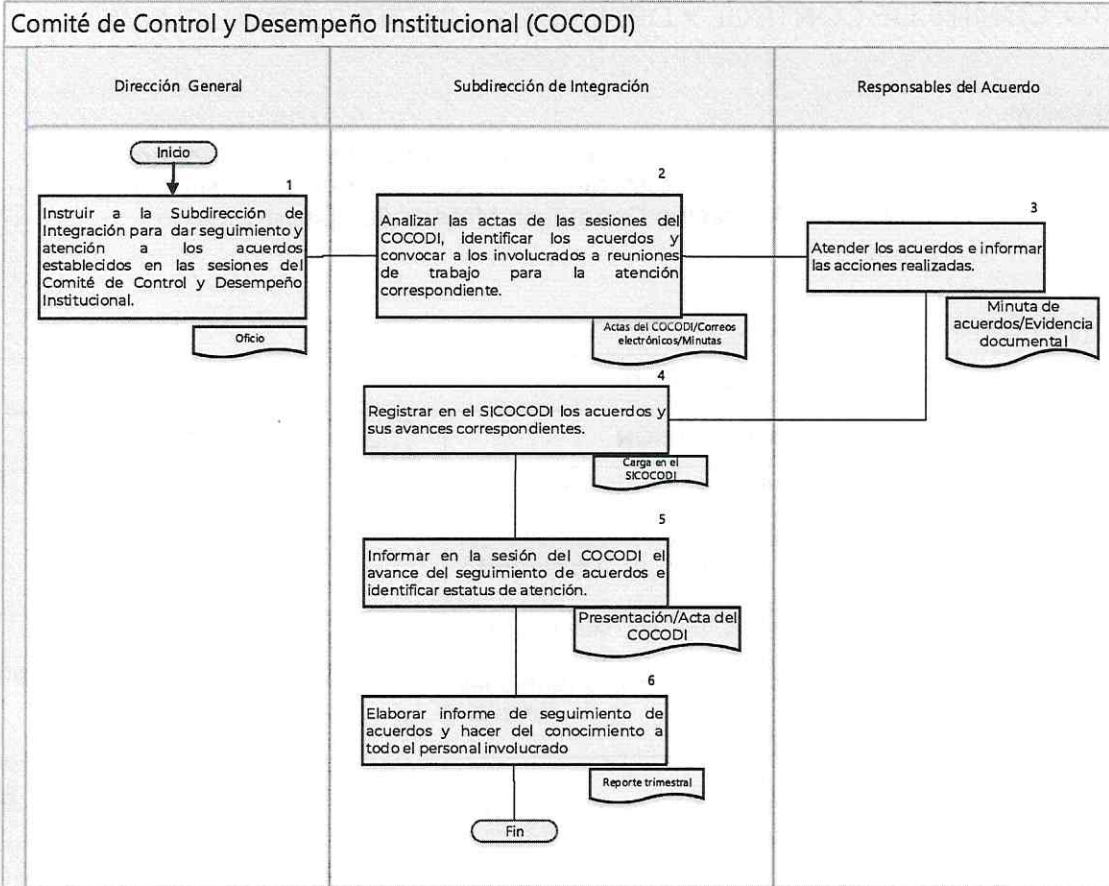 Comité de Control y Desempeño Institucional (COCODI)
Dirección General
Subdirección de Integración
Responsables del Acuerdo
Inicio
1
Instruir a la Subdirección de
Integración para dar seguimiento y
atención a los acuerdos
establecidos en las sesiones del
Comité de Control y Desempeño
Institucional.
Oficio
2
Analizar las actas de las sesiones del
COCODI, identificar los acuerdos y
convocar a los involucrados a reuniones
de trabajo para la atención
correspondiente.
Actas del COCODI/Correos
electrónicos/Minutas
3
Atender los acuerdos e informar
las acciones realizadas.
Minuta de
acuerdos/Evidencia
documental
4
Registrar en el SICOCODI los acuerdos y
sus avances correspondientes.
Carga en el
SICOCODI
5
Informar en la sesión del COCODI el
avance del seguimiento de acuerdos e
identificar estatus de atención.
Presentación/Acta del
COCODI
6
Elaborar informe de seguimiento de
acuerdos y hacer del conocimiento a
todo el personal involucrado
Reporte trimestral
Fin